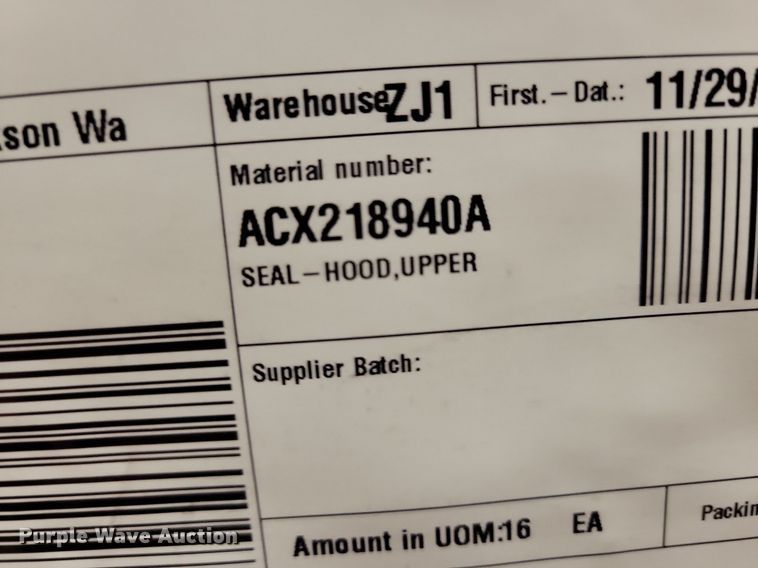 son Wa
Warehouse ZJ1
First.-Dat.: 11/29/
Material number:
ACX218940A
SEAL-HOOD,UPPER
Supplier Batch:
Amount in UOM:16 EA
Packin
Purple Wave Auction